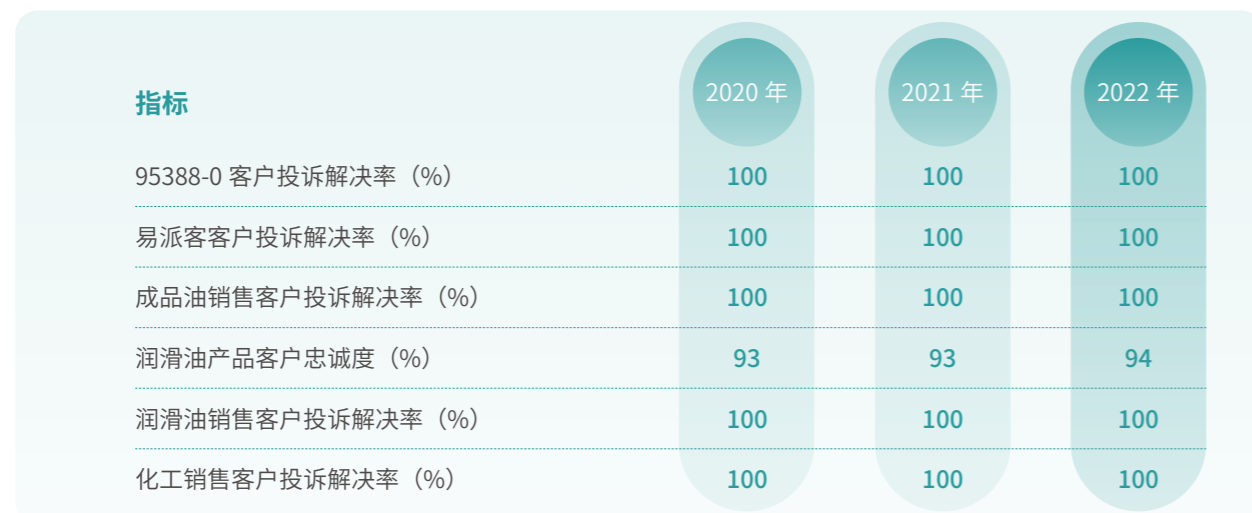 指标 2020 年 2021 年 2022 年
95388-0 客户投诉解决率（%） 100 100 100
易派客客户投诉解决率（%） 100 100 100
成品油销售客户投诉解决率（%） 100 100 100
润滑油产品客户忠诚度（%） 93 93 94
润滑油销售客户投诉解决率（%） 100 100 100
化工销售客户投诉解决率（%） 100 100 100